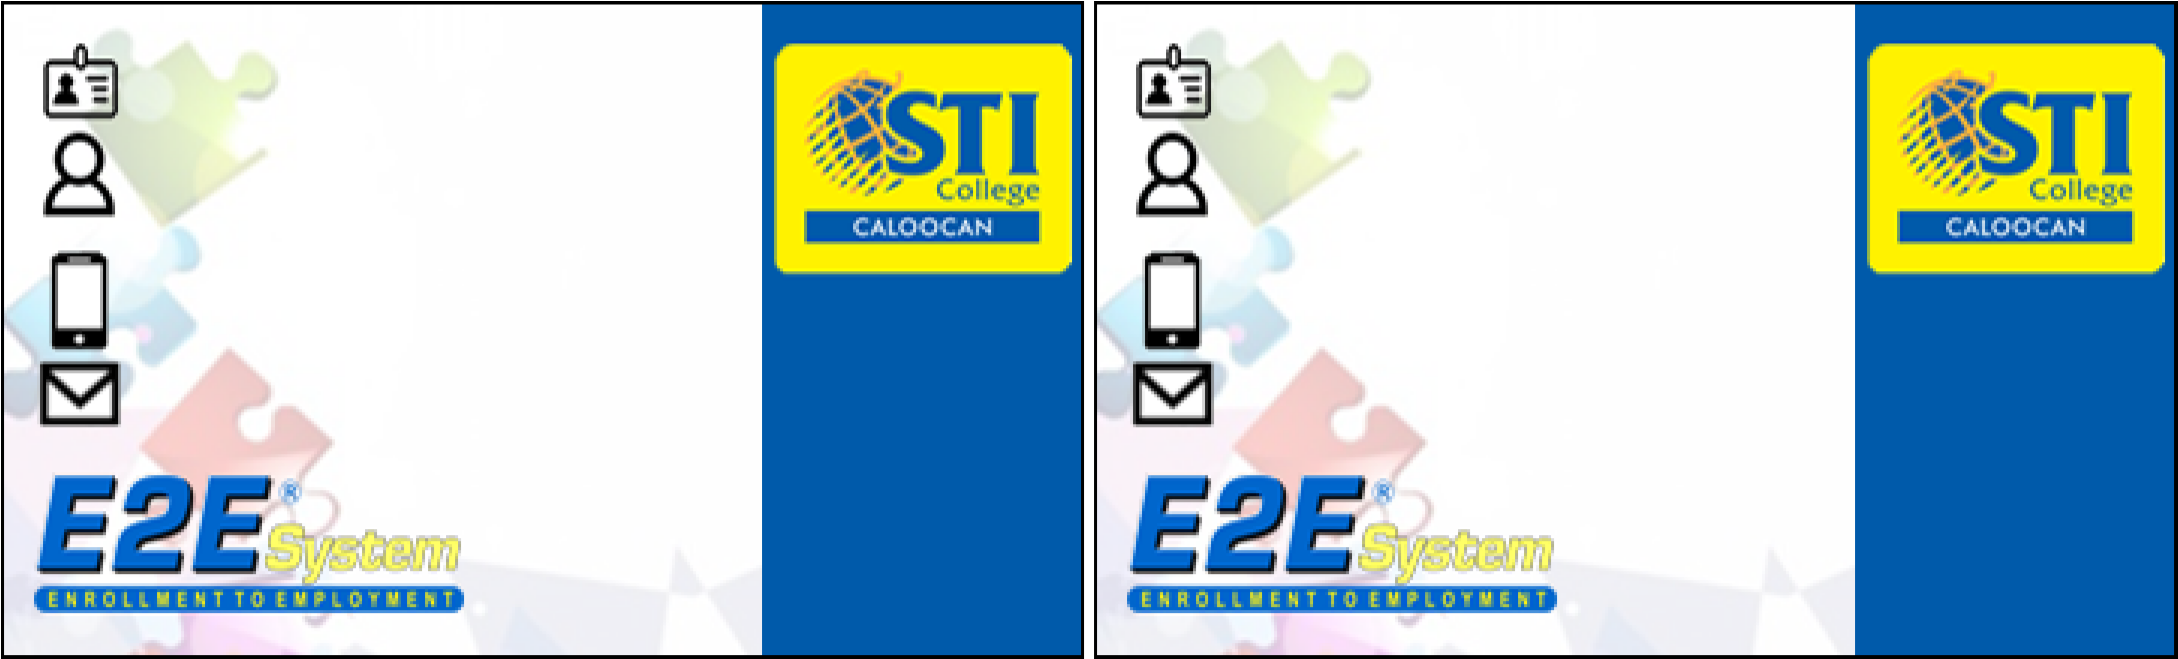 STI
College
CALOOCAN
E2E®
System
ENROLLMENT TO EMPLOYMENT
STI
College
CALOOCAN
E2E®
System
ENROLLMENT TO EMPLOYMENT